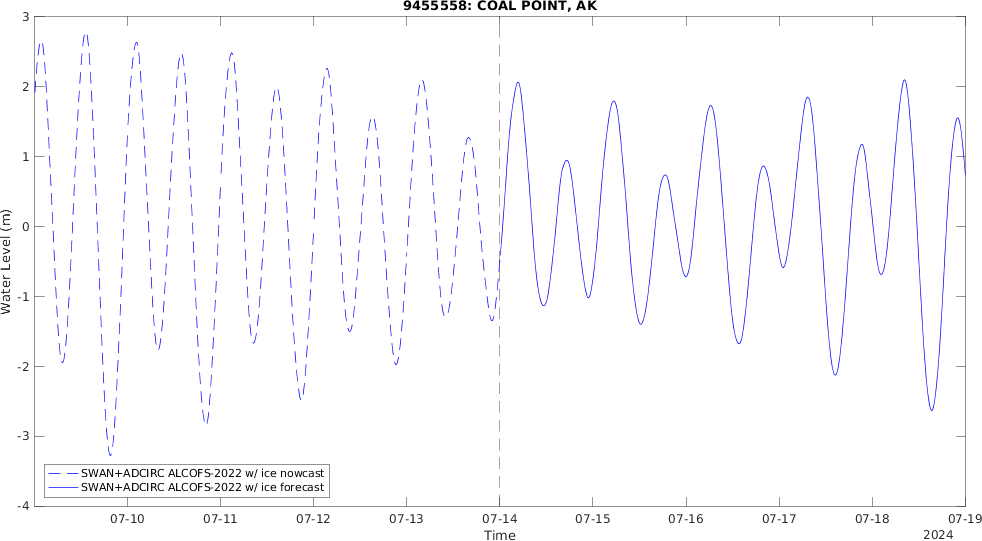 9455558: COAL POINT, AK
3
2
1
0
-1
-2
-3
-4
Water Level (m)
SWAN+ADCIRC ALCOFS-2022 w/ ice nowcast
SWAN+ADCIRC ALCOFS-2022 w/ ice forecast
07-10 07-11 07-12 07-13 07-14 07-15 07-16 07-17 07-18 07-19
Time
2024